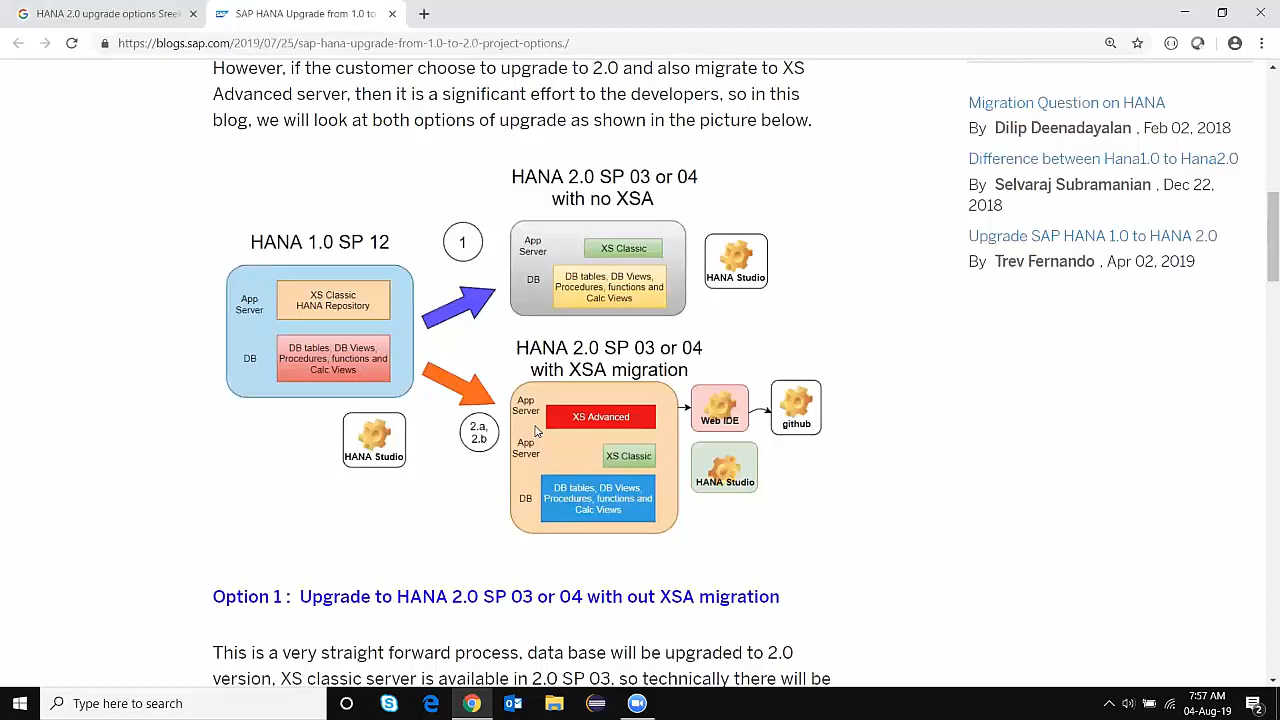 HANA 2.0 upgrade options Sree
SAP HANA Upgrade from 1.0 to
https://blogs.sap.com/2019/07/25/sap-hana-upgrade-from-1.0-to-2.0-project-options./
However, if the customer choose to upgrade to 2.0 and also migrate to XS
Advanced server, then it is a significant effort to the developers, so in this
blog, we will look at both options of upgrade as shown in the picture below.
Migration Question on HANA
By Dilip Deenadayalan , Feb 02, 2018
Difference between Hana1.0 to Hana2.0
By Selvaraj Subramanian , Dec 22,
2018
Upgrade SAP HANA 1.0 to HANA 2.0
By Trev Fernando , Apr 02, 2019
HANA 1.0 SP 12
App
Server
XS Classic
HANA Repository
DB
DB tables, DB Views,
Procedures, functions and
Calc Views
HANA Studio
1
2.a,
2.b
HANA 2.0 SP 03 or 04
with no XSA
App
Server
XS Classic
DB
DB tables, DB Views,
Procedures, functions and
Calc Views
HANA Studio
HANA 2.0 SP 03 or 04
with XSA migration
App
Server
XS Advanced
App
Server
XS Classic
DB
DB tables, DB Views,
Procedures, functions and
Calc Views
Web IDE
github
HANA Studio
Option 1 : Upgrade to HANA 2.0 SP 03 or 04 with out XSA migration
This is a very straight forward process, data base will be upgraded to 2.0
version, XS classic server is available in 2.0 SP 03, so technically there will be
Type here to search
7:57 AM
04-Aug-19
2